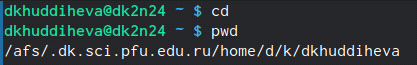 dkhuddiheva@dk2n24 ~ $ cd
dkhuddiheva@dk2n24 ~ $ pwd
/afs/.dk.sci.pfu.edu.ru/home/d/k/dkhuddiheva